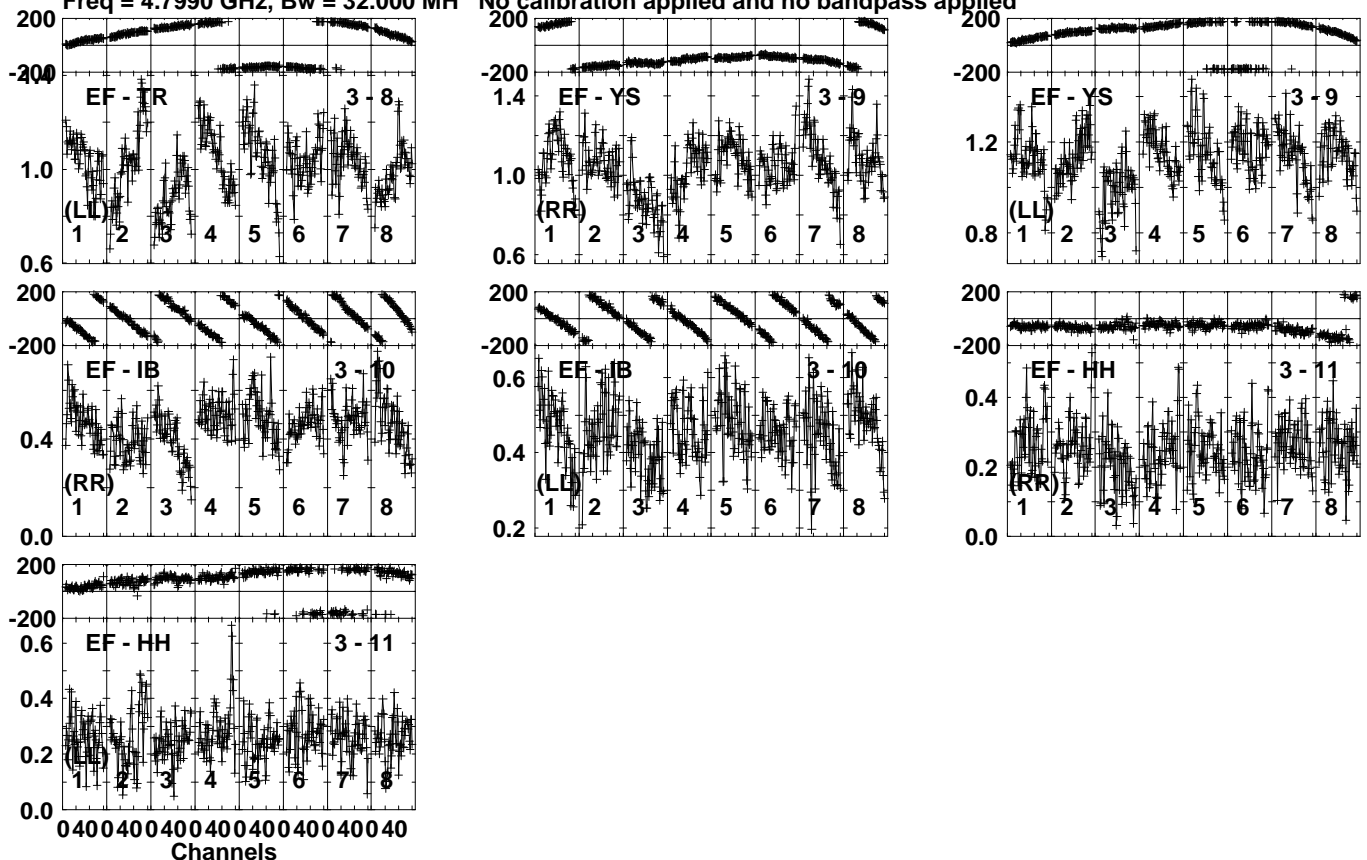 Freq = 4.7990 GHz, Bw = 32.000 MH No calibration applied and no bandpass applied
200
-200
1.4
1.0
0.6
EF - TR 3 - 8
(LL)
1 2 3 4 5 6 7 8
200
-200
1.4
1.0
0.6
EF - YS 3 - 9
(RR)
1 2 3 4 5 6 7 8
200
-200
1.2
0.8
EF - YS 3 - 9
(LL)
1 2 3 4 5 6 7 8
200
-200
0.4
0.0
EF - IB 3 - 10
(RR)
1 2 3 4 5 6 7 8
200
-200
0.6
0.4
0.2
EF - IB 3 - 10
(LL)
1 2 3 4 5 6 7 8
200
-200
0.4
0.2
0.0
EF - HH 3 - 11
(RR)
1 2 3 4 5 6 7 8
200
-200
0.6
0.4
0.2
0.0
EF - HH 3 - 11
(LL)
1 2 3 4 5 6 7 8
0 40 0 40 0 40 0 40 0 40 0 40 0 40 0 40
Channels